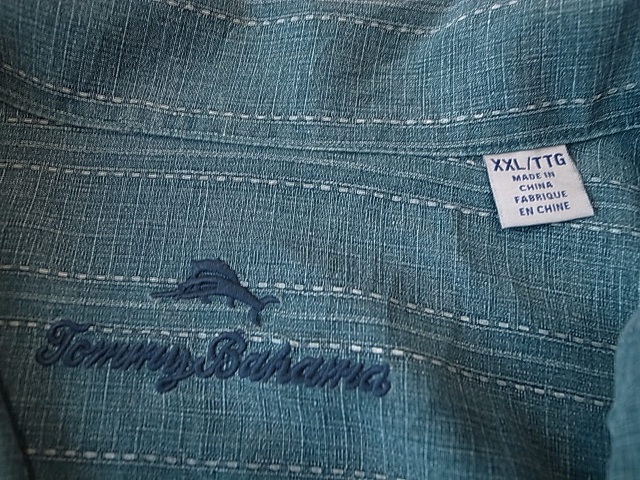 XXL/TTG
MADE IN
CHINA
FABRIQUE
EN CHINE
Tommy Bahama